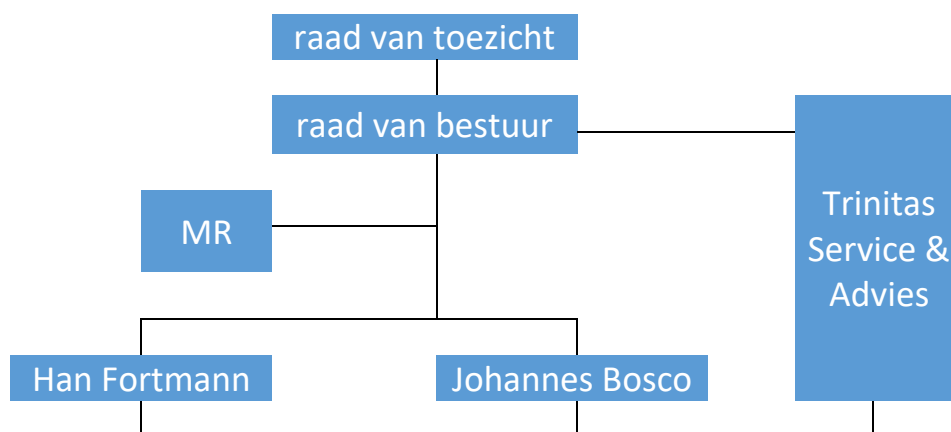 raad van toezicht
raad van bestuur
MR
Trinitas
Service &
Advies
Han Fortmann
Johannes Bosco